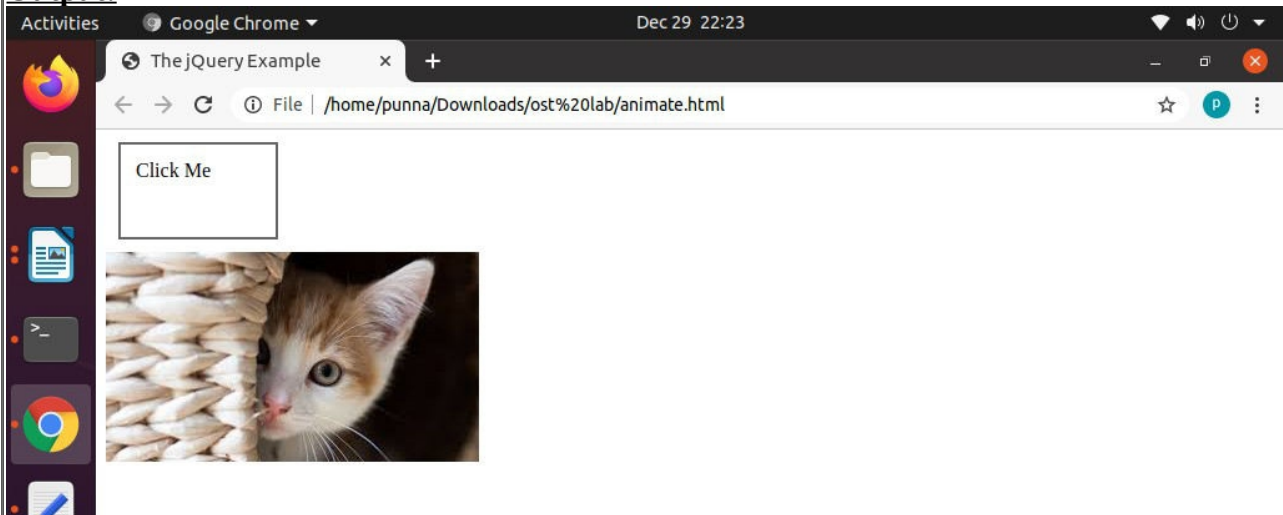 Output:
Activities Google Chrome Dec 29 22:23
The jQuery Example
File | /home/punna/Downloads/ost%20lab/animate.html
P
Click Me
>_